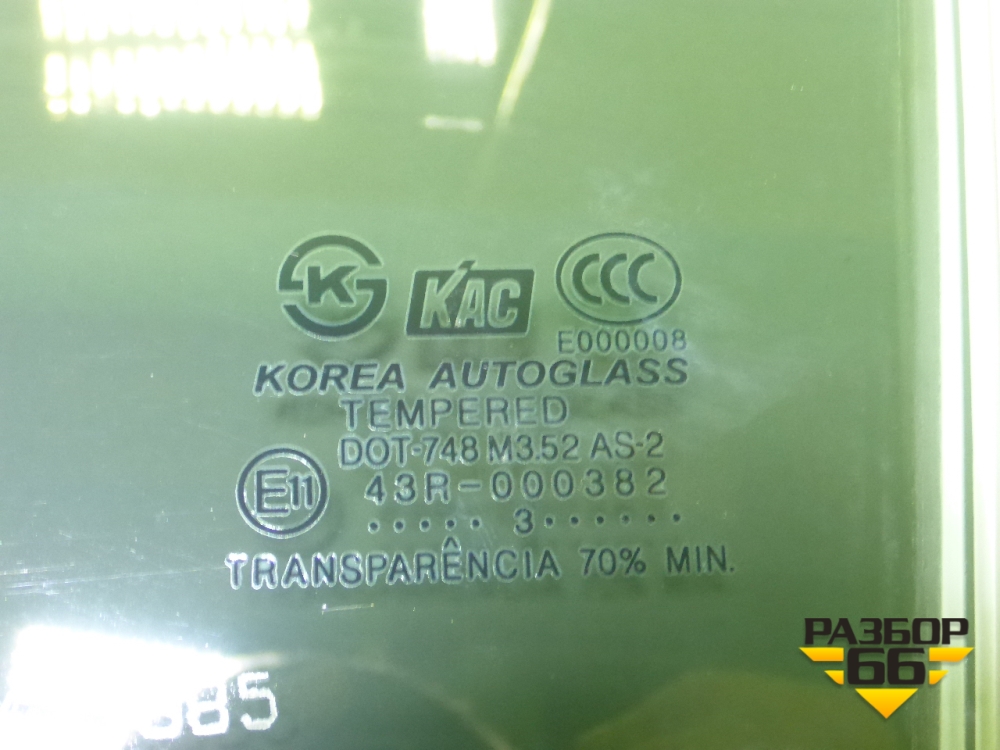 K
KAC
CCC
E000008
KOREA AUTOGLASS
TEMPERED
DOT-748 M3.52 AS-2
E11
43R-000382
..... 3......
TRANSPARÊNCIA 70% MIN.
РАЗБОР
66